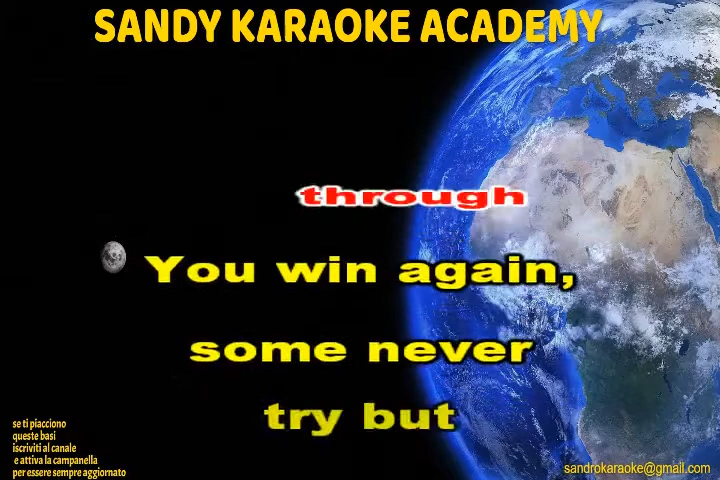 SANDY KARAOKE ACADEMY
through
You win again,
some never
try but
se ti piacciono
queste basi
iscriviti al canale
e attiva la campanella
per essere sempre aggiornato
sandrokaraoke@gmail.com